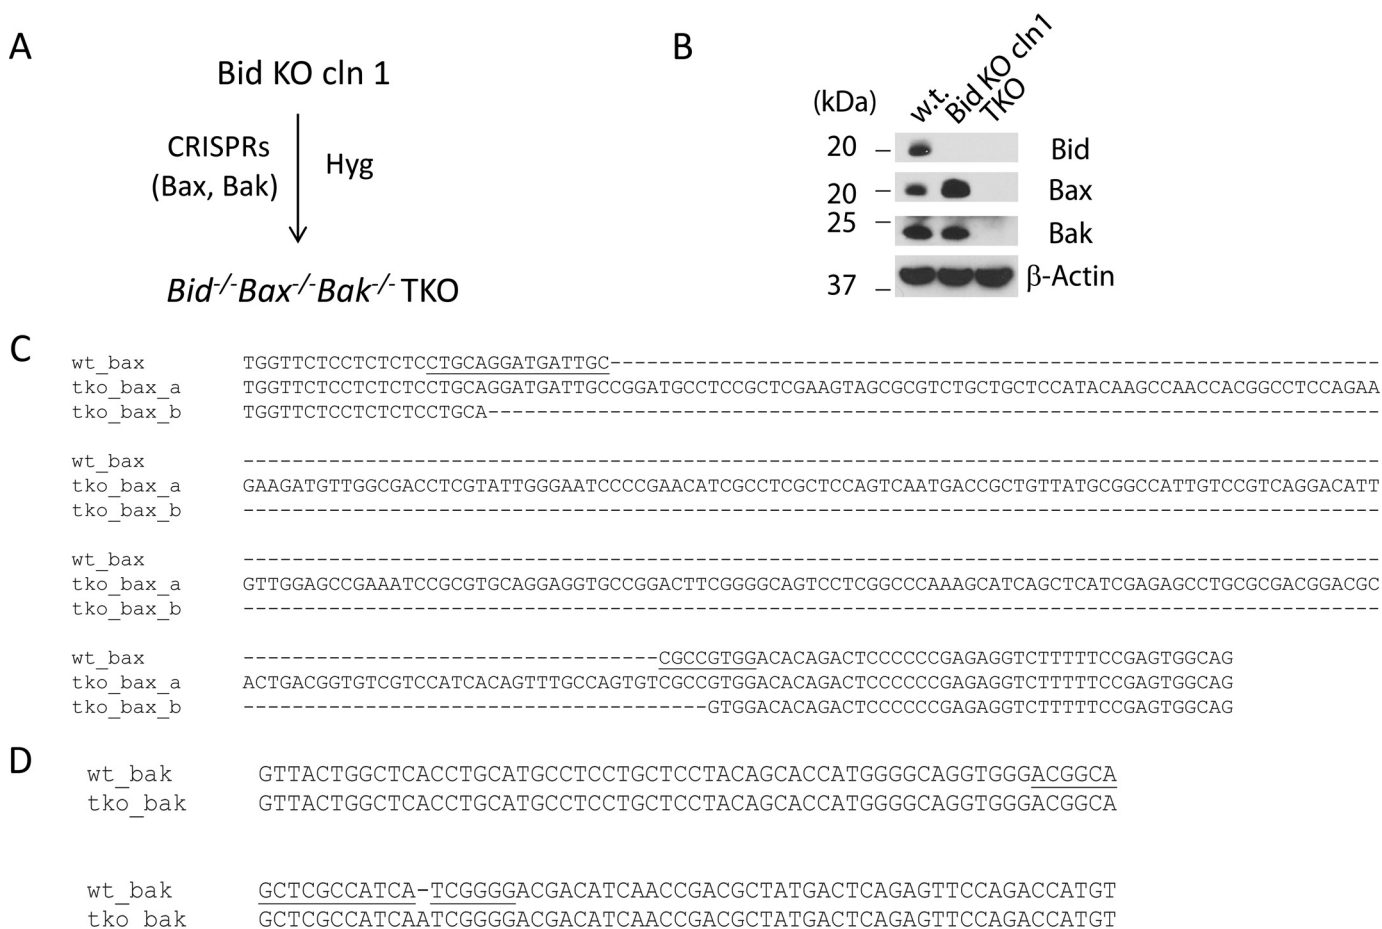 A
Bid KO cln 1
CRISPRs
(Bax, Bak)
Hyg
Bid-/-Bax-/-Bak-/- TKO
B
(kDa)
w.t.
Bid KO cln1
TKO
20
Bid
20
Bax
25
Bak
37
β-Actin
C
wt_bax TGGTTCTCCTCTCTCCTGCAGGATGATTGC---------------------------------------------------------------
tko_bax_a TGGTTCTCCTCTCTCCTGCAGGATGATTGCCGGATGCCTCCGCTCGAAGTAGCGCGTCTGCTGCTCCATACAAGCCAACCACGGCCTCCAGAA
tko_bax_b TGGTTCTCCTCTCTCCTGCA-------------------------------------------------------------------------
wt_bax ---------------------------------------------------------------------------------------------
tko_bax_a GAAGATGTTGGCGACCTCGTATTGGGAATCCCCGAACATCGCCTCGCTCCAGTCAATGACCGCTGTTATGCGGCCATTGTCCGTCAGGACATT
tko_bax_b ---------------------------------------------------------------------------------------------
wt_bax ---------------------------------------------------------------------------------------------
tko_bax_a GTTGGAGCCGAAATCCGCGTGCAGGAGGTGCCGGACTTCGGGGCAGTCCTCGGCCCAAAGCATCAGCTCATCGAGAGCCTGCGCGACGGACGC
tko_bax_b ---------------------------------------------------------------------------------------------
wt_bax ----------------------------------CGCCGTGGACACAGACTCCCCCCGAGAGGTCTTTTTCCGAGTGGCAG
tko_bax_a ACTGACGGTGTCGTCCATCACAGTTTGCCAGTGTCGCCGTGGACACAGACTCCCCCCGAGAGGTCTTTTTCCGAGTGGCAG
tko_bax_b --------------------------------------GTGGACACAGACTCCCCCCGAGAGGTCTTTTTCCGAGTGGCAG
D
wt_bak GTTACTGGCTCACCTGCATGCCTCCTGCTCCTACAGCACCATGGGGCAGGTGGGACGGCA
tko_bak GTTACTGGCTCACCTGCATGCCTCCTGCTCCTACAGCACCATGGGGCAGGTGGGACGGCA
wt_bak GCTCGCCATCA-TCGGGGACGACATCAACCGACGCTATGACTCAGAGTTCCAGACCATGT
tko_bak GCTCGCCATCAATCGGGGACGACATCAACCGACGCTATGACTCAGAGTTCCAGACCATGT